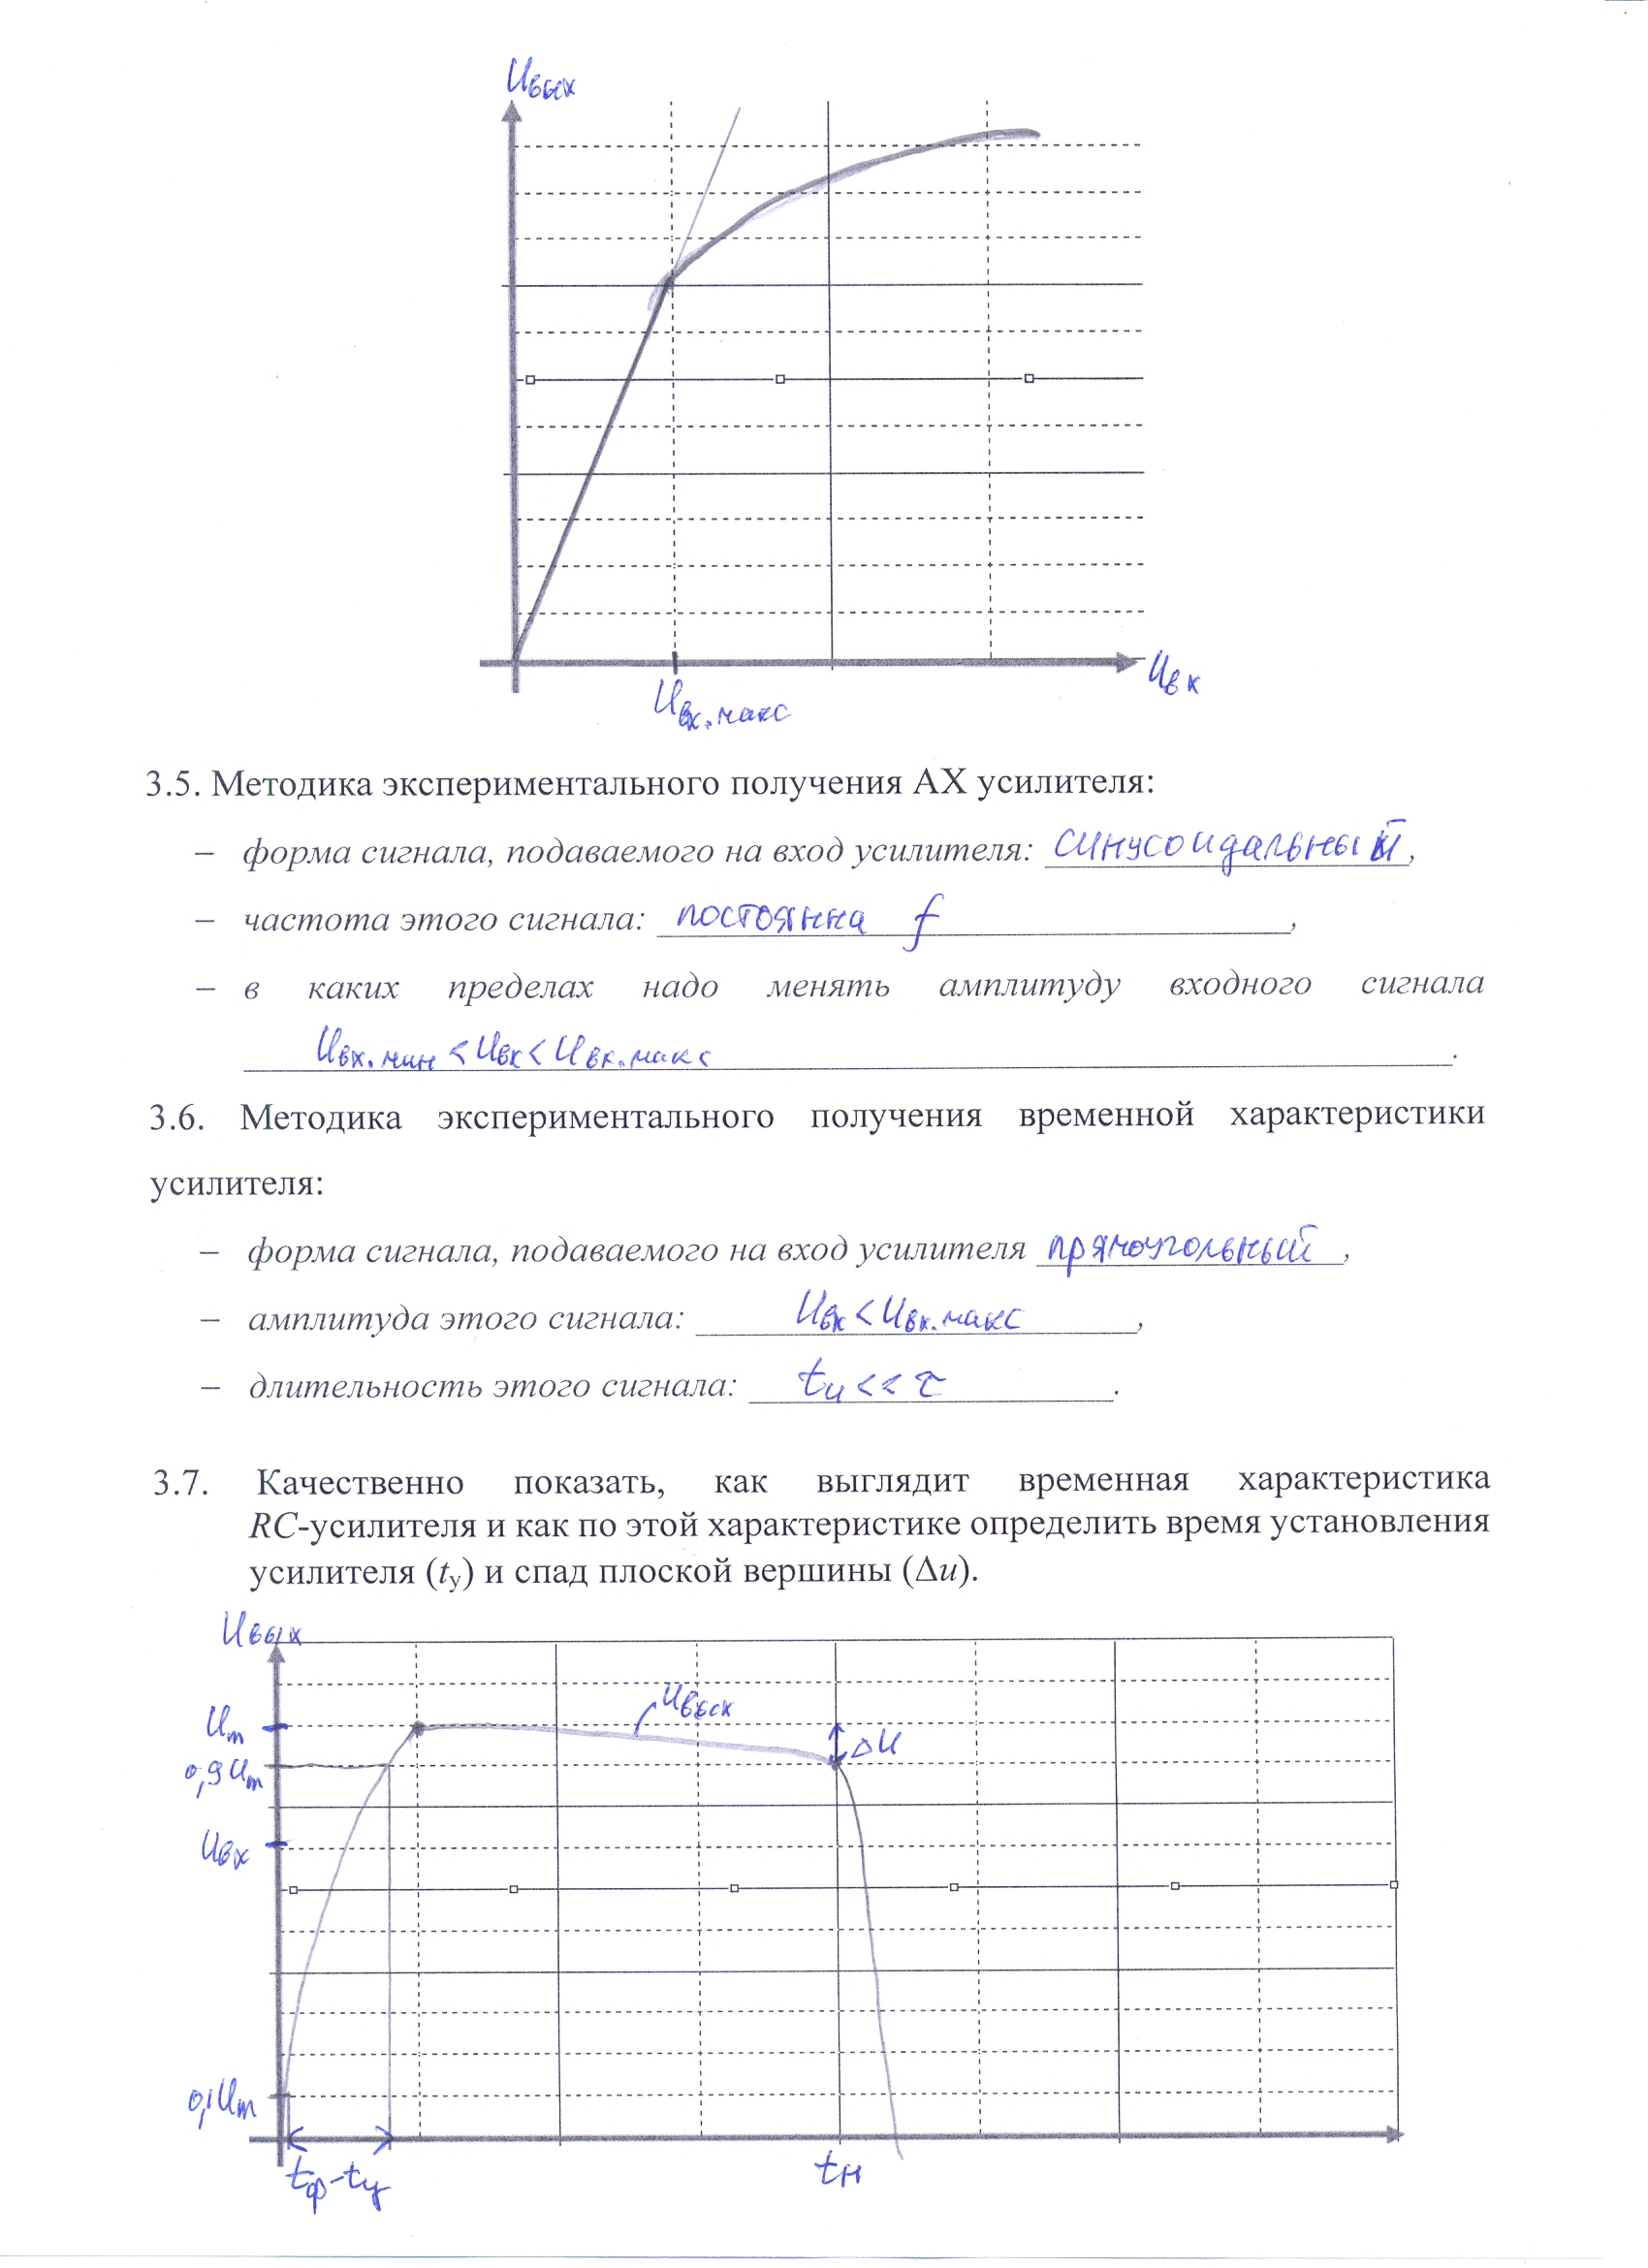 Uвых
Uвх
Uвх.макс
3.5. Методика экспериментального получения АХ усилителя:
– форма сигнала, подаваемого на вход усилителя: синусоидальный,
– частота этого сигнала: постоянна f,
– в каких пределах надо менять амплитуду входного сигнала
Uвх.мин < Uвх < Uвх.макс.
3.6. Методика экспериментального получения временной характеристики
усилителя:
– форма сигнала, подаваемого на вход усилителя прямоугольный,
– амплитуда этого сигнала: Uвх < Uвх.макс,
– длительность этого сигнала: tи << τ.
3.7. Качественно показать, как выглядит временная характеристика
RC-усилителя и как по этой характеристике определить время установления
усилителя (tу) и спад плоской вершины (Δu).
Uвых
Uвых
Um
ΔU
0,9Um
Uвх
0,1Um
tф-tу
tн